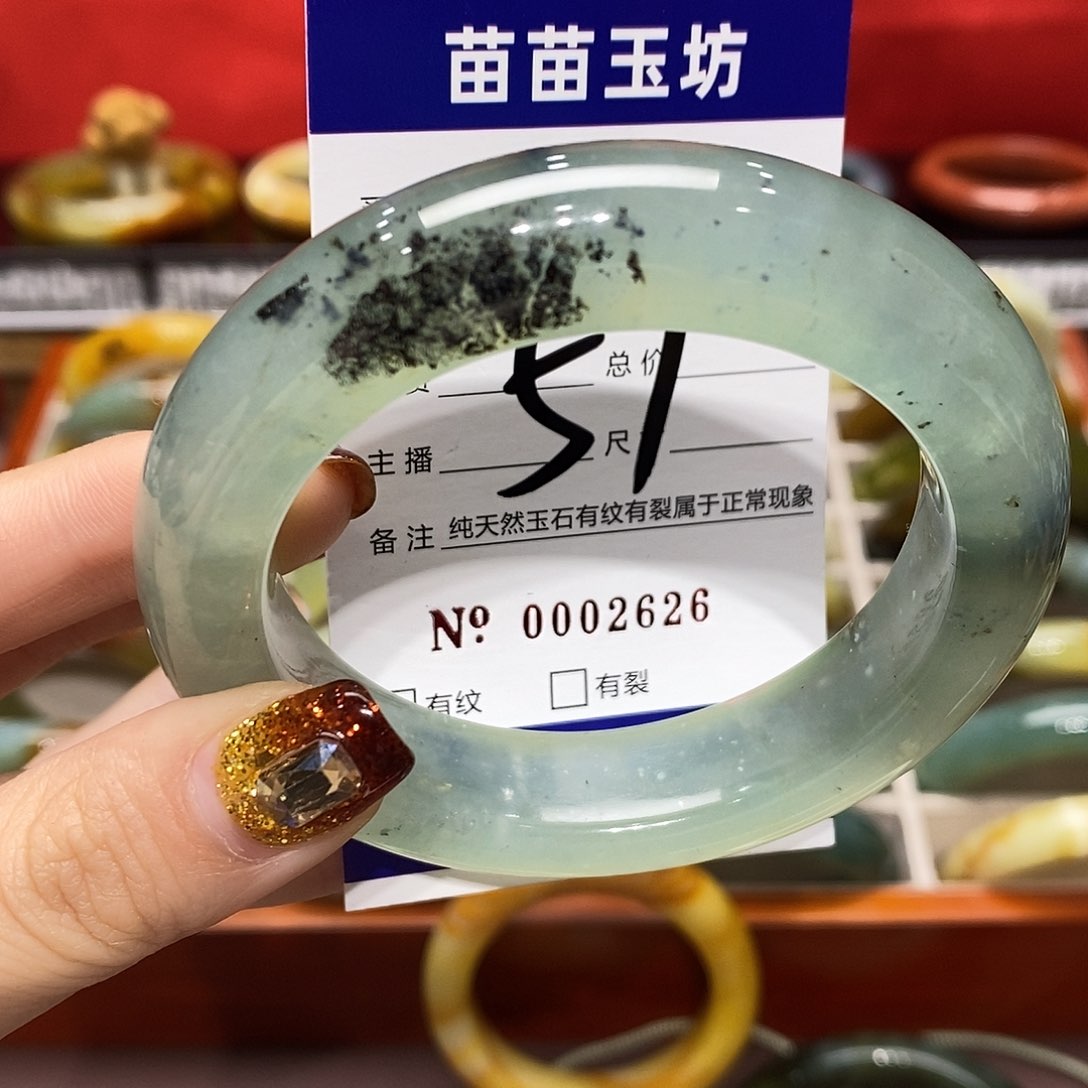 苗苗玉坊
51
总价
主播
尺
备注 纯天然玉石有纹有裂属于正常现象
Nº 0002626
有纹 有裂